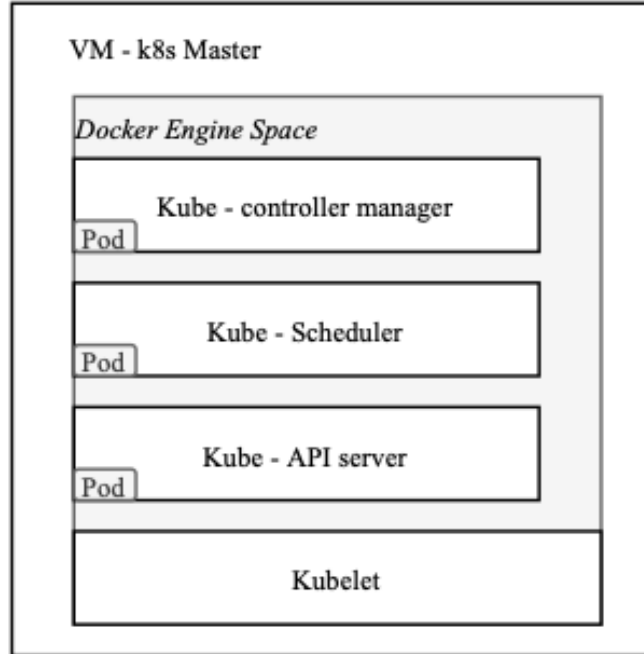 VM - k8s Master
Docker Engine Space
Kube - controller manager
Pod
Kube - Scheduler
Pod
Kube - API server
Pod
Kubelet